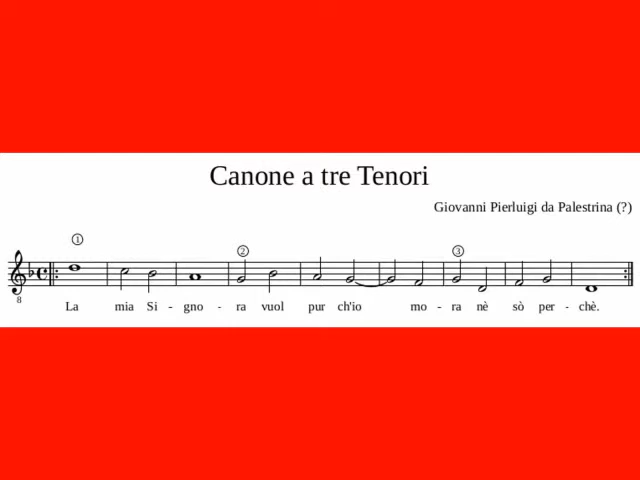 Canone a tre Tenori
Giovanni Pierluigi da Palestrina (?)
1
2
3
8
La mia Si - gno - ra vuol pur ch'io mo - ra nè sò per - chè.